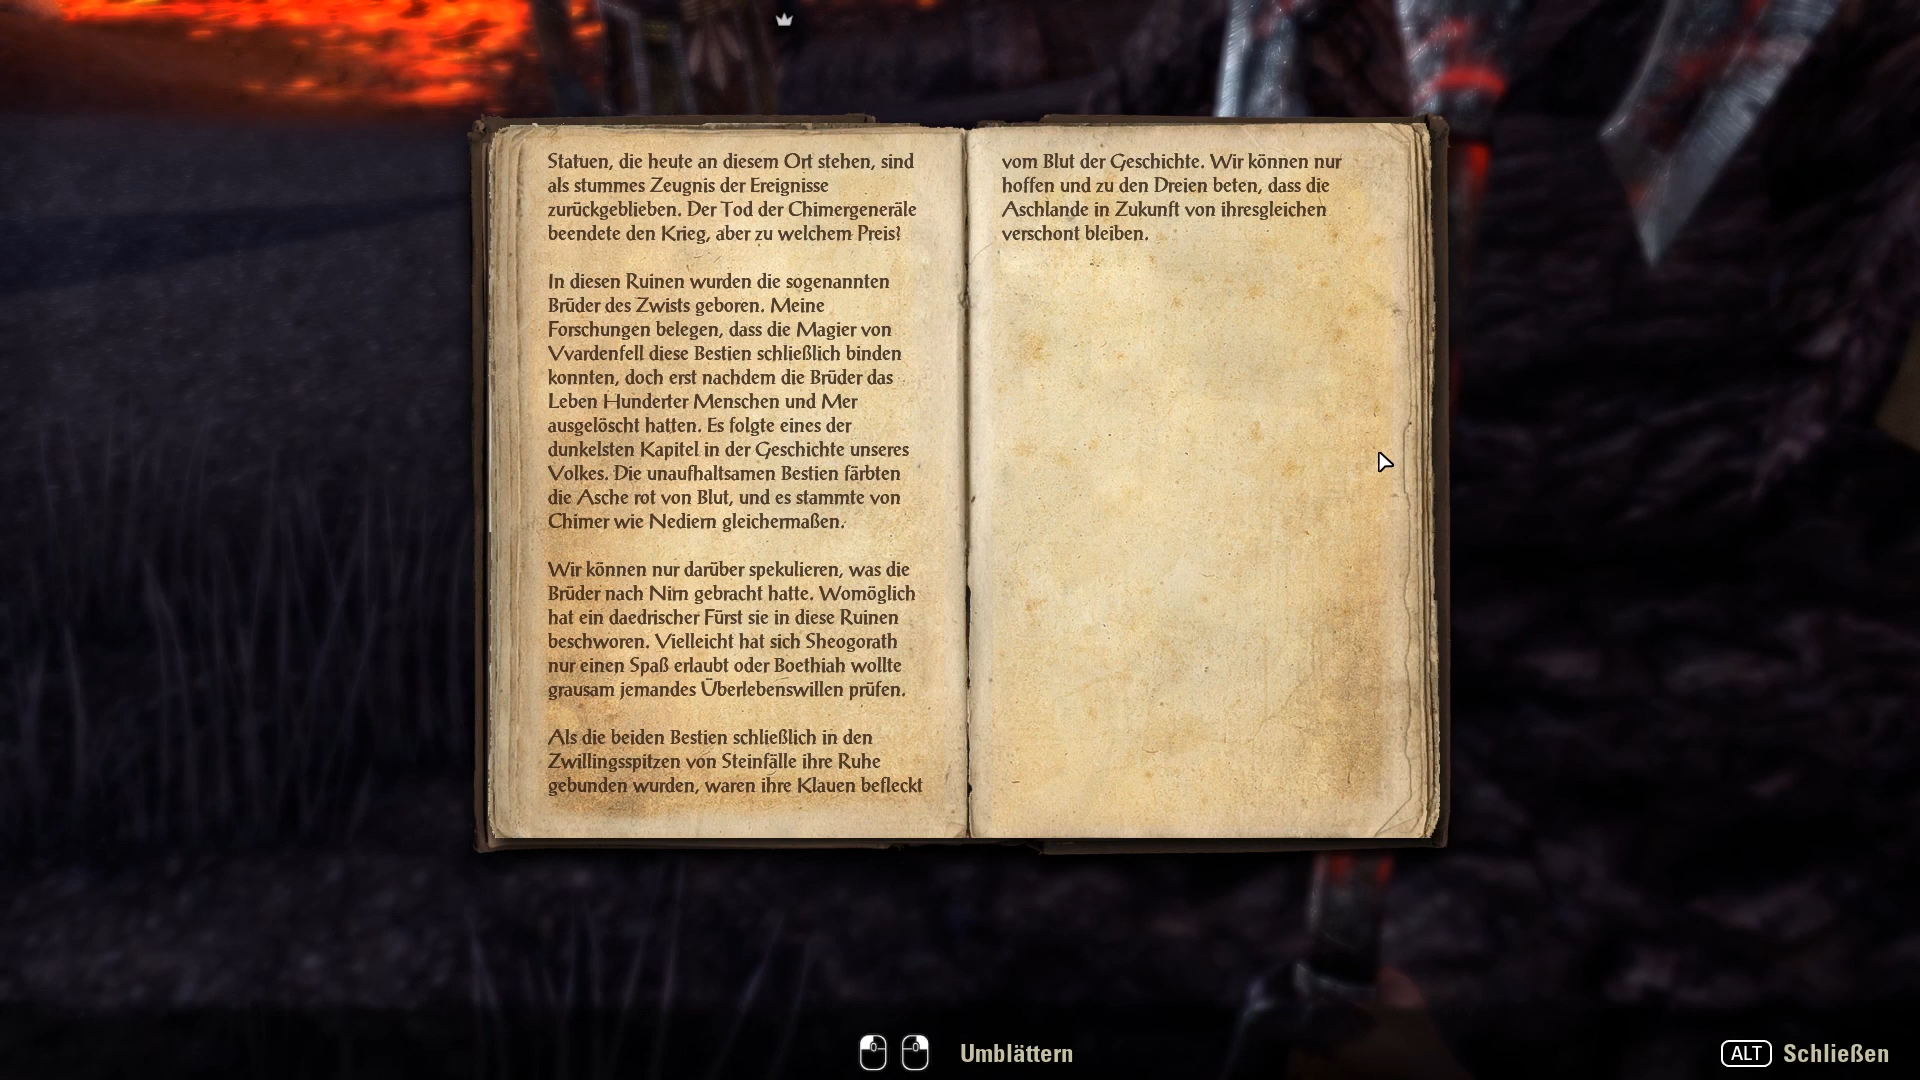 Statuen, die heute an diesem Ort stehen, sind
als stummes Zeugnis der Ereignisse
zurückgeblieben. Der Tod der Chimergeneräle
beendete den Krieg, aber zu welchem Preis?
In diesen Ruinen wurden die sogenannten
Brüder des Zwists geboren. Meine
Forschungen belegen, dass die Magier von
Vvardenfell diese Bestien schließlich binden
konnten, doch erst nachdem die Brüder das
Leben Hunderter Menschen und Mer
ausgelöscht hatten. Es folgte eines der
dunkelsten Kapitel in der Geschichte unseres
Volkes. Die unaufhaltsamen Bestien färbten
die Asche rot von Blut, und es stammte von
Chimer wie Nediern gleichermaßen.
Wir können nur darüber spekulieren, was die
Brüder nach Nirn gebracht hatte. Womöglich
hat ein daedrischer Fürst sie in diese Ruinen
beschworen. Vielleicht hat sich Sheogorath
nur einen Spaß erlaubt oder Boethiah wollte
grausam jemandes Überlebenswillen prüfen.
Als die beiden Bestien schließlich in den
Zwillingsspitzen von Steinfälle ihre Ruhe
gebunden wurden, waren ihre Klauen befleckt
vom Blut der Geschichte. Wir können nur
hoffen und zu den Dreien beten, dass die
Aschlande in Zukunft von ihresgleichen
verschont bleiben.
Umblättern
ALT Schließen